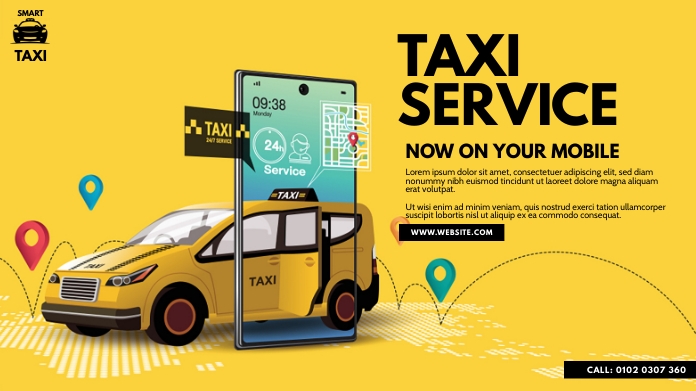 SMART
TAXI
TAXI
SERVICE
NOW ON YOUR MOBILE
Lorem ipsum dolor sit amet, consectetuer adipiscing elit, sed diam
nonummy nibh euismod tincidunt ut laoreet dolore magna aliquam
erat volutpat.
Ut wisi enim ad minim veniam, quis nostrud exerci tation ullamcorper
suscipit lobortis nisl ut aliquip ex ea commodo consequat.
WWW.WEBSITE.COM
09:38
Monday
TAXI
24/7 SERVICE
24h
Service
TAXI
TAXI
CALL: 0102 0307 360